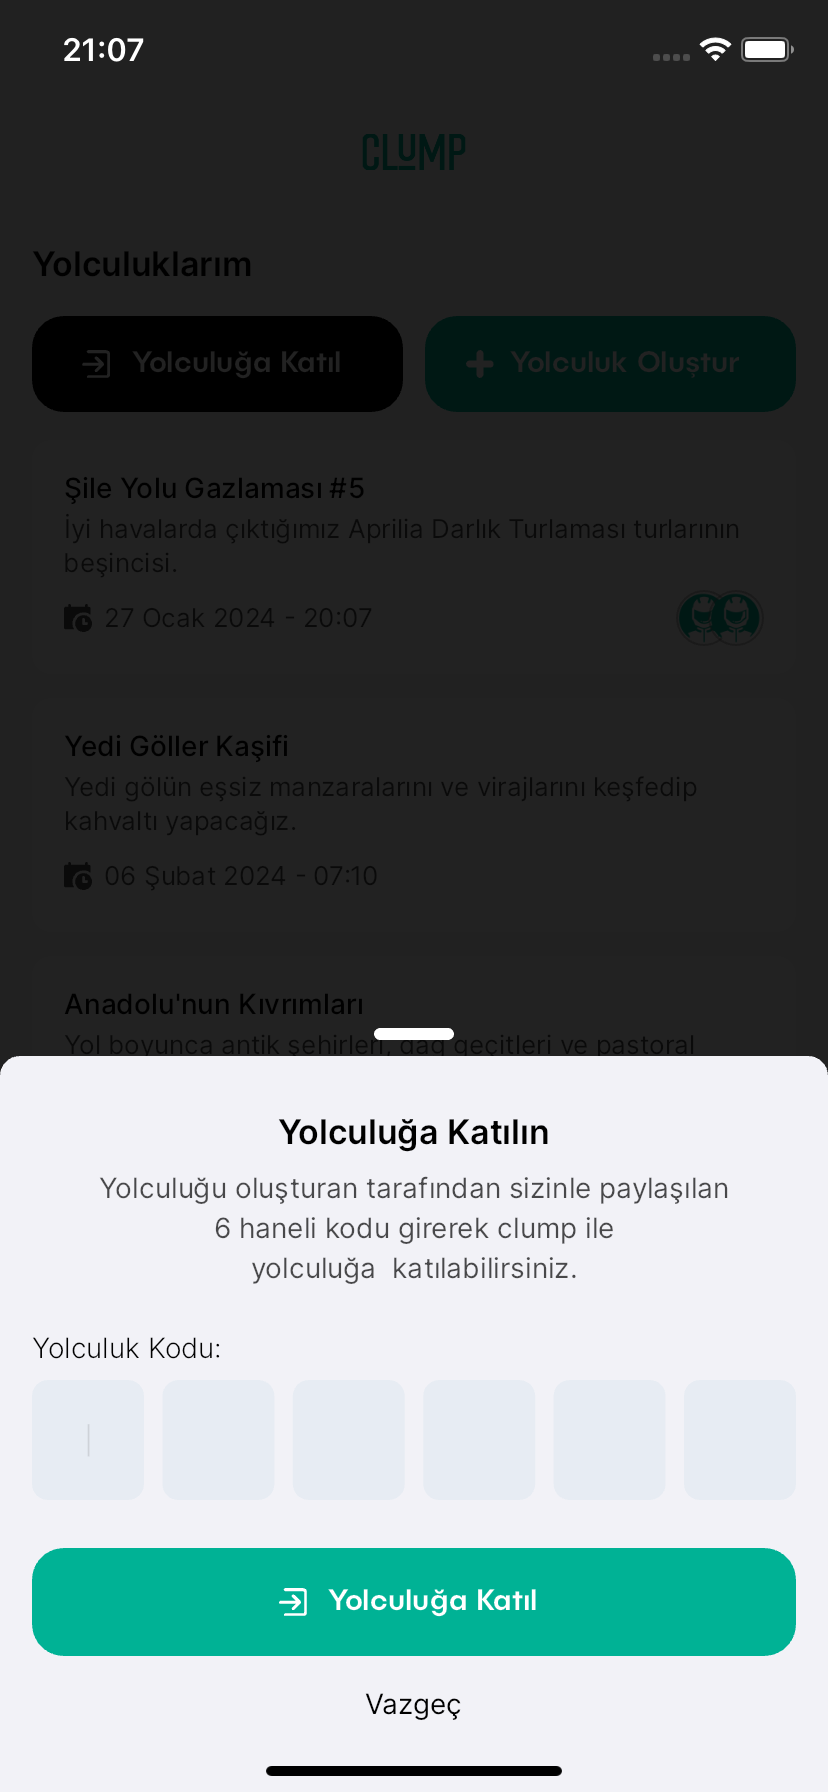 21:07
CLUMP
Yolculuklarım
Yolculuğa Katıl
Yolculuk Oluştur
Şile Yolu Gazlaması #5
İyi havalarda çıktığımız Aprilia Darlık Turlaması turlarının
beşincisi.
27 Ocak 2024 - 20:07
Yedi Göller Kaşifi
Yedi gölün eşsiz manzaralarını ve virajlarını keşfedip
kahvaltı yapacağız.
06 Şubat 2024 - 07:10
Anadolu'nun Kıvrımları
Yol boyunca antik şehirler, dağ geçitleri ve pastoral
Yolculuğa Katılın
Yolculuğu oluşturan tarafından sizinle paylaşılan
6 haneli kodu girerek clump ile
yolculuğa  katılabilirsiniz.
Yolculuk Kodu:
Yolculuğa Katıl
Vazgeç